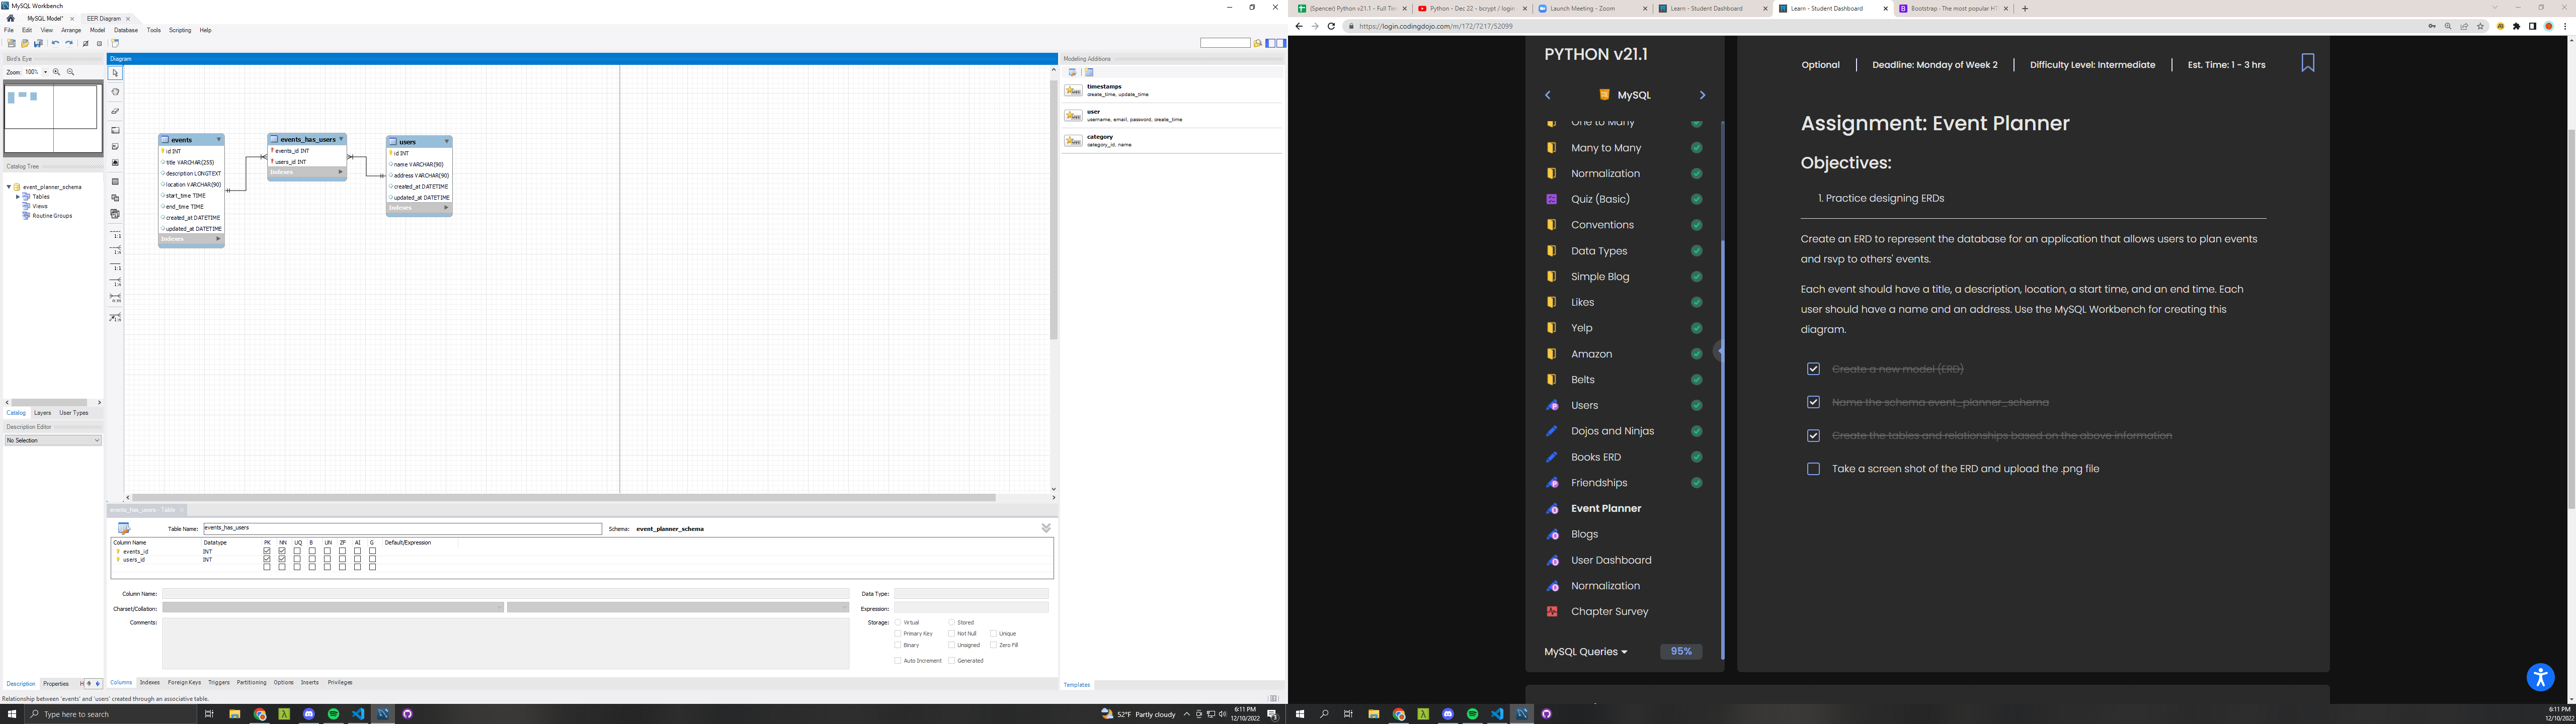 MySQL Workbench
MySQL Model*
EER Diagram
File Edit View Arrange Model Database Tools Scripting Help
Bird's Eye
Zoom: 100%
Catalog Tree
event_planner_schema
Tables
Views
Routine Groups
Catalog Layers User Types
Description Editor
No Selection
Description Properties H
Diagram
1:1
1:n
1:1
1:n
n:m
1:n
events
id INT
title VARCHAR(255)
description LONGTEXT
location VARCHAR(90)
start_time TIME
end_time TIME
created_at DATETIME
updated_at DATETIME
Indexes
events_has_users
events_id INT
users_id INT
Indexes
users
id INT
name VARCHAR(90)
address VARCHAR(90)
created_at DATETIME
updated_at DATETIME
Indexes
Modeling Additions
timestamps
create_time, update_time
user
username, email, password, create_time
category
category_id, name
Templates
events_has_users - Table
Table Name: events_has_users Schema: event_planner_schema
Column Name Datatype PK NN UQ B UN ZF AI G Default/Expression
events_id INT
users_id INT
Column Name: Data Type:
Charset/Collation: Expression:
Comments: Storage: Virtual Stored
Primary Key Not Null Unique
Binary Unsigned Zero Fill
Auto Increment Generated
Columns Indexes Foreign Keys Triggers Partitioning Options Inserts Privileges
Relationship between 'events' and 'users' created through an associative table.
Type here to search
52°F Partly cloudy
6:11 PM
12/10/2022
(Spencer) Python v21.1 - Full Tim
Python - Dec 22 - bcrypt / login
Launch Meeting - Zoom
Learn - Student Dashboard
Learn - Student Dashboard
Bootstrap · The most popular HT
https://login.codingdojo.com/m/172/7217/52099
PYTHON v21.1
MySQL
One to Many
Many to Many
Normalization
Quiz (Basic)
Conventions
Data Types
Simple Blog
Likes
Yelp
Amazon
Belts
Users
Dojos and Ninjas
Books ERD
Friendships
Event Planner
Blogs
User Dashboard
Normalization
Chapter Survey
MySQL Queries 95%
Optional Deadline: Monday of Week 2 Difficulty Level: Intermediate Est. Time: 1 - 3 hrs
Assignment: Event Planner
Objectives:
1. Practice designing ERDs
Create an ERD to represent the database for an application that allows users to plan events
and rsvp to others' events.
Each event should have a title, a description, location, a start time, and an end time. Each
user should have a name and an address. Use the MySQL Workbench for creating this
diagram.
Create a new model (ERD)
Name the schema event_planner_schema
Create the tables and relationships based on the above information
Take a screen shot of the ERD and upload the .png file
6:11 PM
12/10/2022